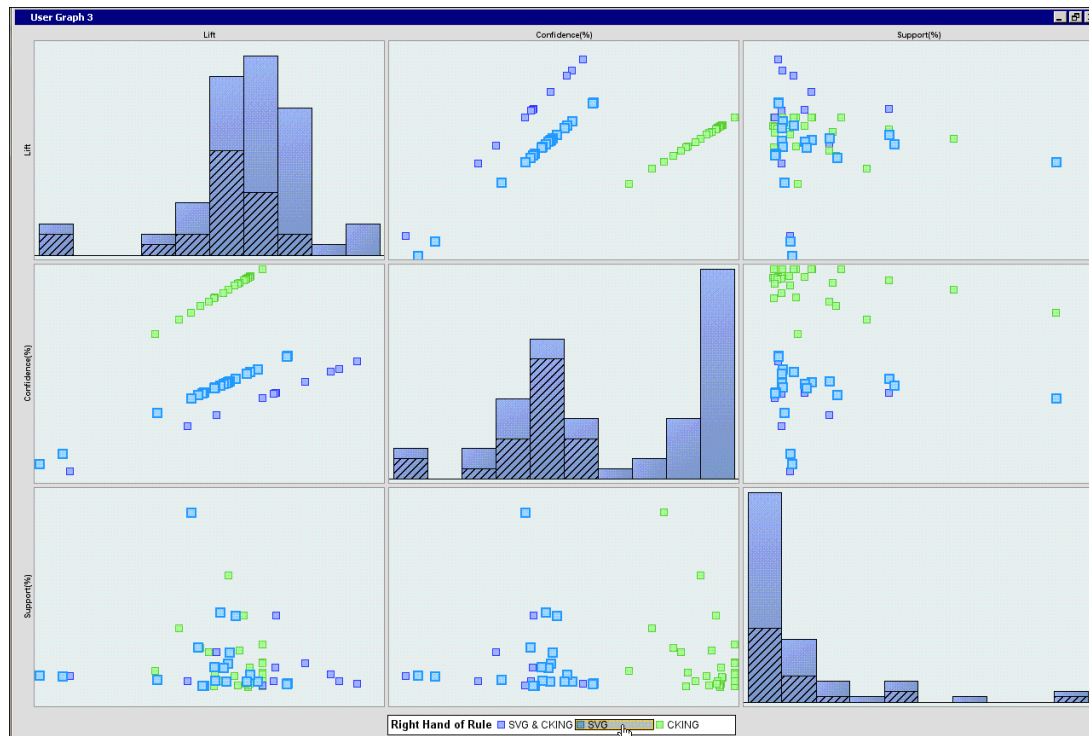 User Graph 3
Lift Confidence(%) Support(%)
Lift
Confidence(%)
Support(%)
Right Hand of Rule SVG & CKING SVG CKING